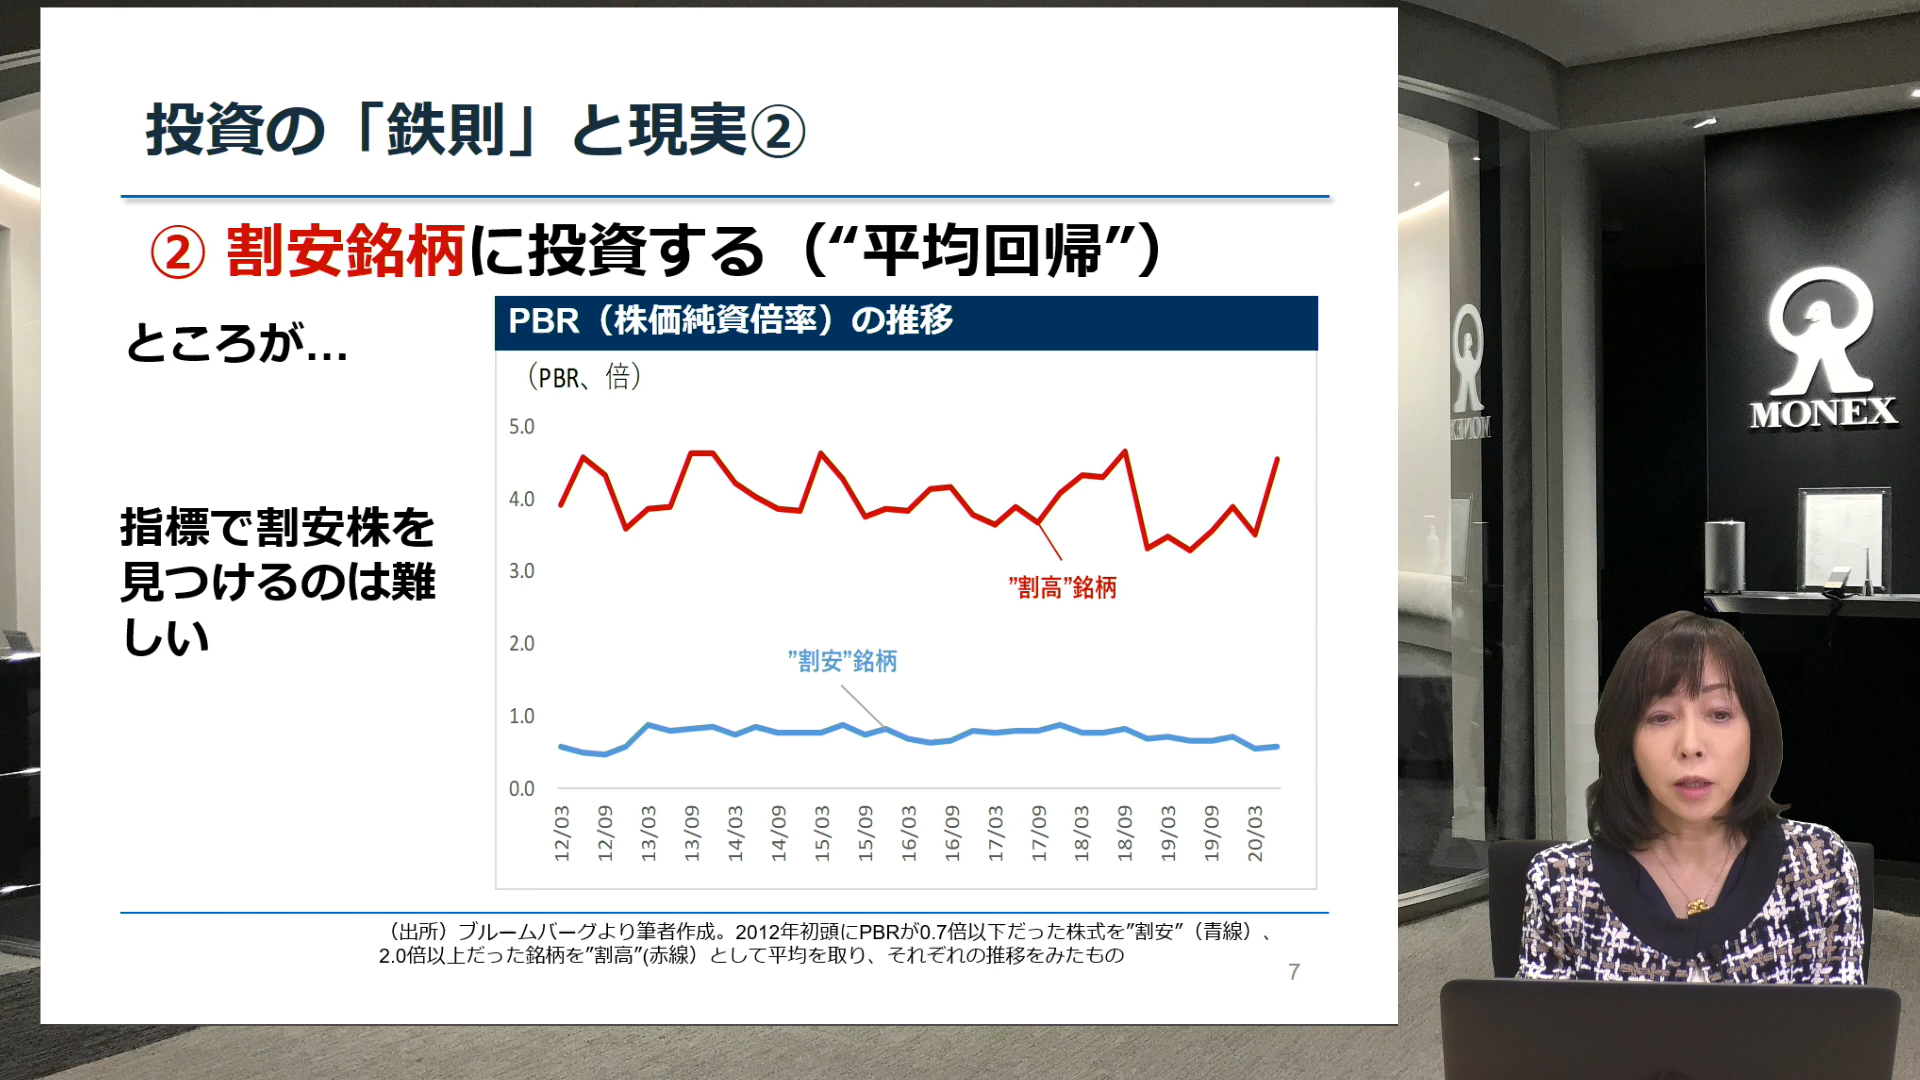 投資の「鉄則」と現実②
② 割安銘柄に投資する（“平均回帰”）
ところが…
指標で割安株を
見つけるのは難
しい
PBR（株価純資倍率）の推移
（PBR、倍）
5.0
4.0
3.0
2.0
1.0
0.0
”割高”銘柄
”割安”銘柄
12/03
12/09
13/03
13/09
14/03
14/09
15/03
15/09
16/03
16/09
17/03
17/09
18/03
18/09
19/03
19/09
20/03
（出所）ブルームバーグより筆者作成。2012年初頭にPBRが0.7倍以下だった株式を”割安”（青線）、
2.0倍以上だった銘柄を”割高”(赤線）として平均を取り、それぞれの推移をみたもの
7
MONEX
MONEX